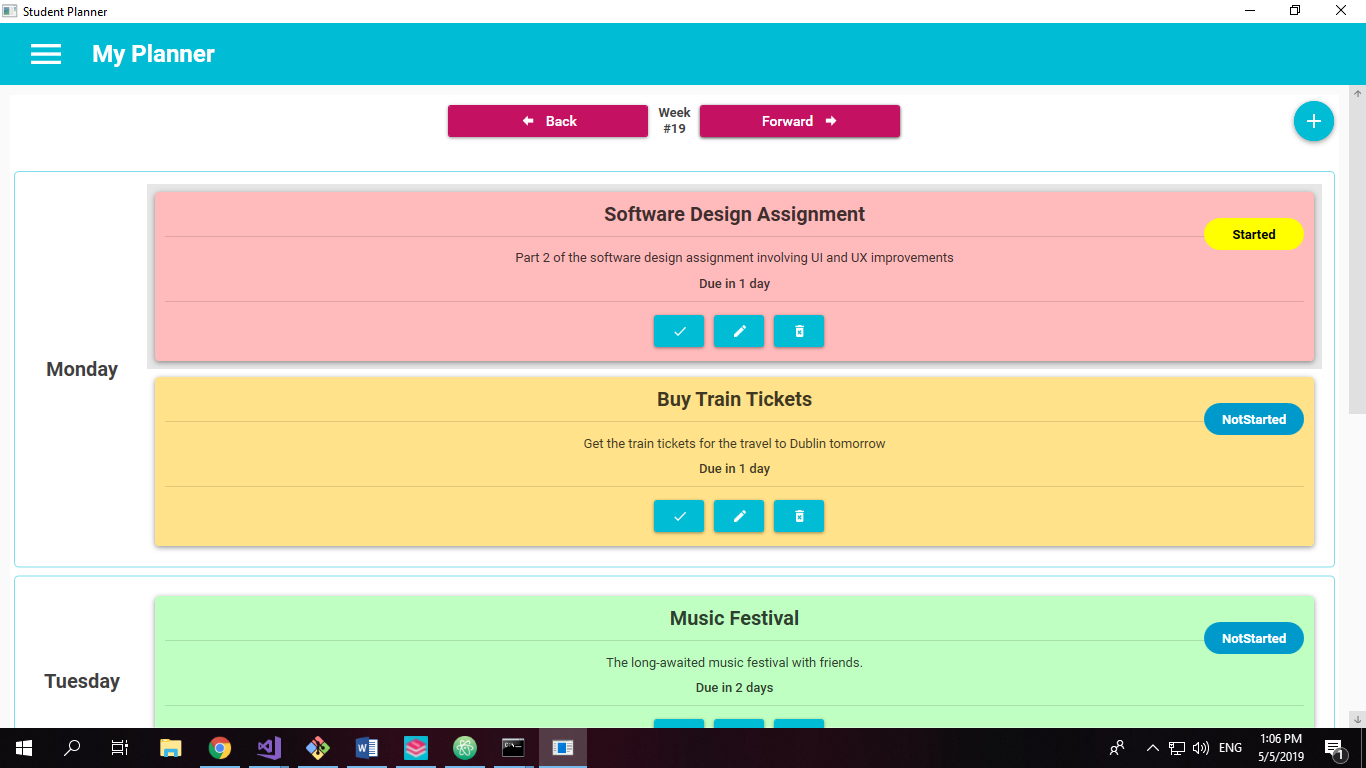 Student Planner
My Planner
Back
Week
#19
Forward
Monday
Software Design Assignment
Started
Part 2 of the software design assignment involving UI and UX improvements
Due in 1 day
Buy Train Tickets
NotStarted
Get the train tickets for the travel to Dublin tomorrow
Due in 1 day
Tuesday
Music Festival
NotStarted
The long-awaited music festival with friends.
Due in 2 days
ENG
1:06 PM
5/5/2019
1